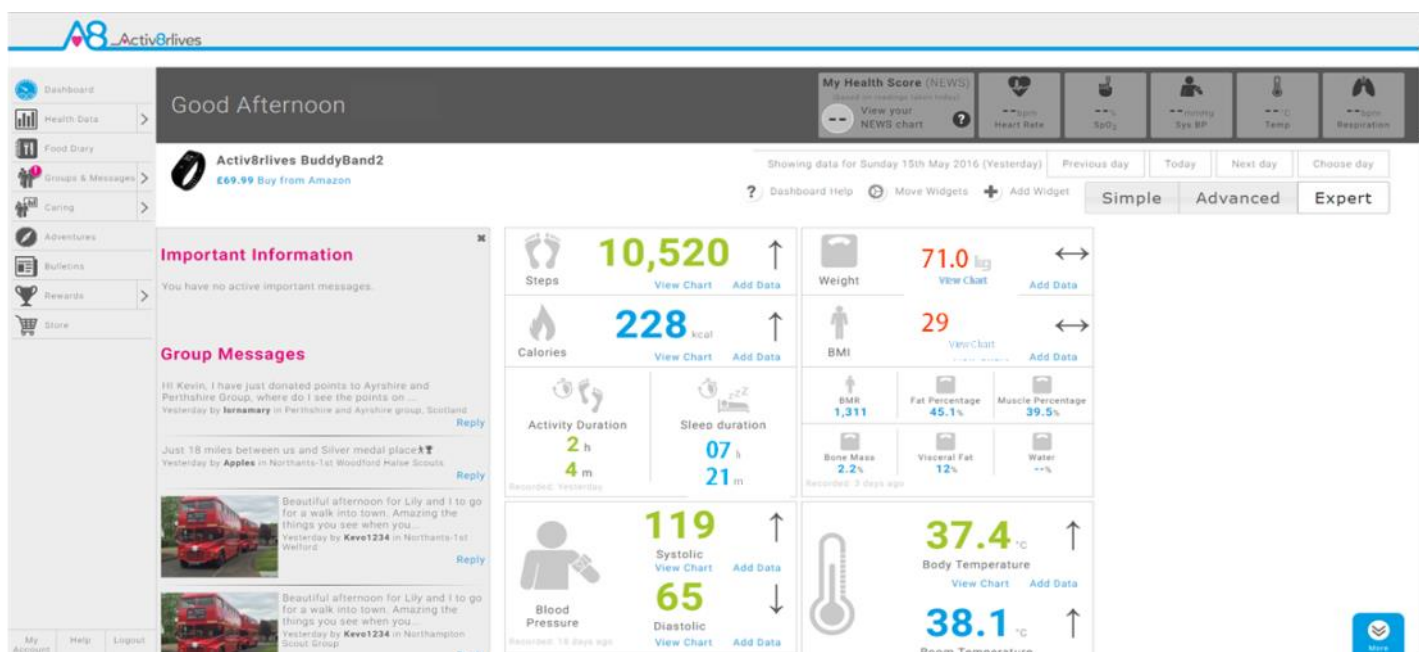 A8 Activ8rlives
Dashboard
Health Data
Food Diary
Groups & Messages
Caring
Adventures
Bulletins
Rewards
Store
My Account
Help
Logout
Good Afternoon
My Health Score (NEWS)
(Based on readings taken today)
--
View your
NEWS chart
?
--bpm
Heart Rate
--%
SpO2
--mmHg
Sys BP
--°C
Temp
--bpm
Respiration
Activ8rlives BuddyBand2
£69.99 Buy from Amazon
Showing data for Sunday 15th May 2016 (Yesterday)
Previous day
Today
Next day
Choose day
? Dashboard Help
Move Widgets
Add Widget
Simple
Advanced
Expert
Important Information
You have no active important messages.
Group Messages
Hi Kevin, I have just donated points to Ayrshire and
Perthshire Group, where do I see the points on ...
Yesterday by lornamary in Perthshire and Ayrshire group, Scotland
Reply
Just 18 miles between us and Silver medal place
Yesterday by Apples in Northants-1st Woodford Halse Scouts
Reply
Beautiful afternoon for Lily and I to go
for a walk into town. Amazing the
things you see when you...
Yesterday by Kevo1234 in Northants-1st
Welford
Reply
Beautiful afternoon for Lily and I to go
for a walk into town. Amazing the
things you see when you...
Yesterday by Kevo1234 in Northampton
Scout Group
Steps
10,520
View Chart Add Data
Calories
228 kcal
View Chart Add Data
Activity Duration
2 h
4 m
Recorded: Yesterday
zzZ
Sleep duration
07 h
21 m
Blood
Pressure
Recorded: 18 days ago
119
Systolic
View Chart Add Data
65
Diastolic
View Chart Add Data
Weight
71.0 kg
View Chart Add Data
BMI
29
View Chart
Add Data
BMR
1,311
Fat Percentage
45.1%
Muscle Percentage
39.5%
Bone Mass
2.2%
Visceral Fat
12%
Water
--%
Recorded: 3 days ago
37.4 °C
Body Temperature
View Chart Add Data
38.1 °C
Room Temperature
More